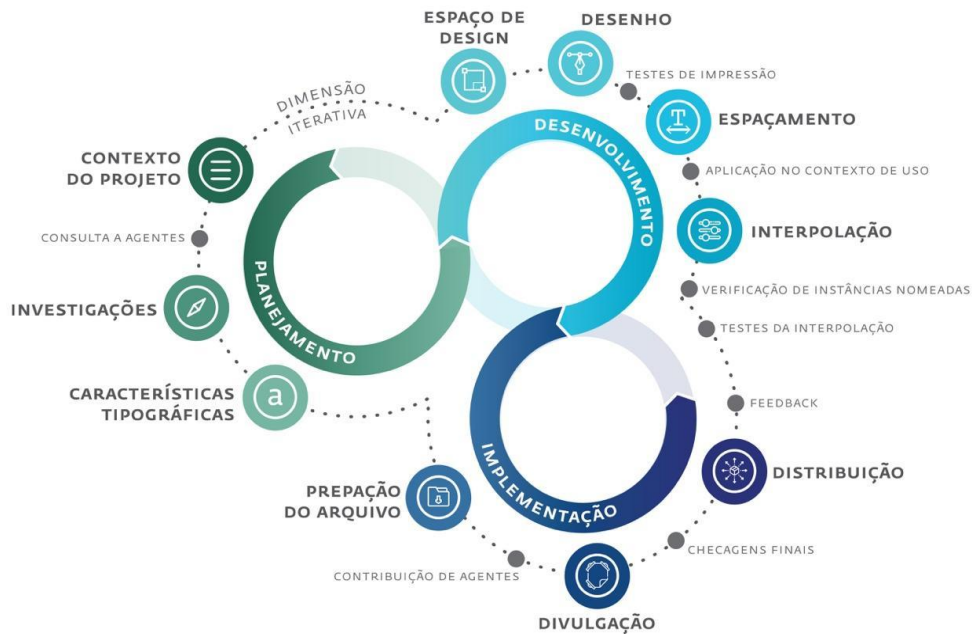 ESPAÇO DE
DESIGN
DESENHO
TESTES DE IMPRESSÃO
DIMENSÃO
ITERATIVA
ESPAÇAMENTO
DESENVOLVIMENTO
CONTEXTO
DO PROJETO
APLICAÇÃO NO CONTEXTO DE USO
CONSULTA A AGENTES
INTERPOLAÇÃO
PLANEJAMENTO
VERIFICAÇÃO DE INSTÂNCIAS NOMEADAS
INVESTIGAÇÕES
TESTES DA INTERPOLAÇÃO
CARACTERÍSTICAS
TIPOGRÁFICAS
a
FEEDBACK
IMPLEMENTAÇÃO
DISTRIBUIÇÃO
PREPAÇÃO
DO ARQUIVO
CHECAGENS FINAIS
CONTRIBUIÇÃO DE AGENTES
DIVULGAÇÃO
T